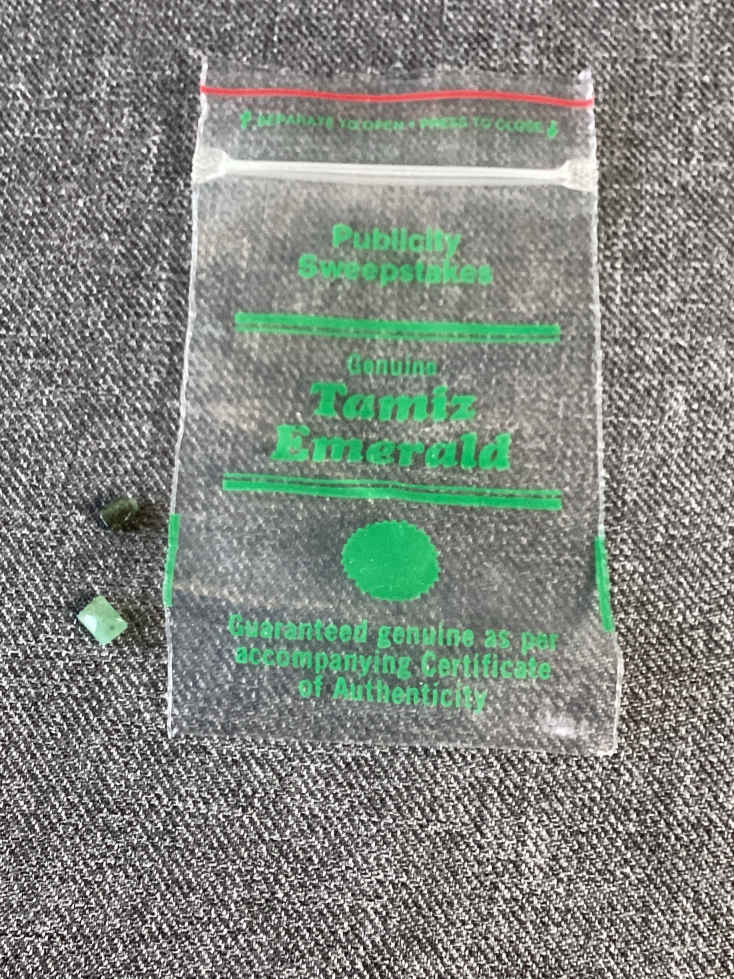 SEPARATE TO OPEN • PRESS TO CLOSE
Publicity
Sweepstakes
Genuine
Tamiz
Emerald
Guaranteed genuine as per
accompanying Certificate
of Authenticity